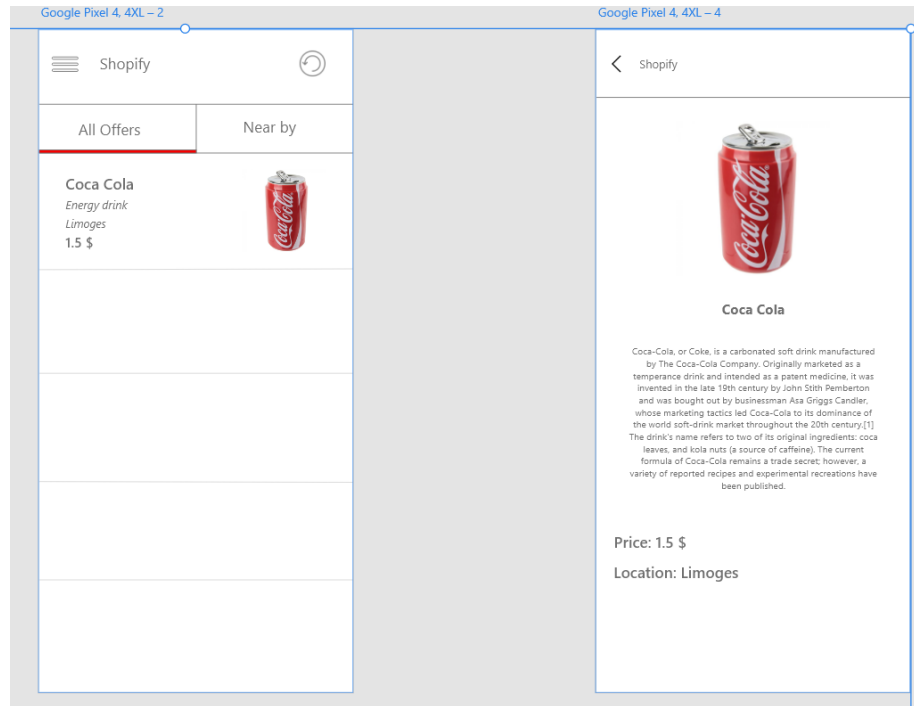 Google Pixel 4, 4XL – 2
Shopify
All Offers
Near by
Coca Cola
Energy drink
Limoges
1.5 $
Coca-Cola
Google Pixel 4, 4XL – 4
Shopify
Coca-Cola
Coca Cola
Coca-Cola, or Coke, is a carbonated soft drink manufactured
by The Coca-Cola Company. Originally marketed as a
temperance drink and intended as a patent medicine, it was
invented in the late 19th century by John Stith Pemberton
and was bought out by businessman Asa Griggs Candler,
whose marketing tactics led Coca-Cola to its dominance of
the world soft-drink market throughout the 20th century.[1]
The drink's name refers to two of its original ingredients: coca
leaves, and kola nuts (a source of caffeine). The current
formula of Coca-Cola remains a trade secret; however, a
variety of reported recipes and experimental recreations have
been published.
Price: 1.5 $
Location: Limoges